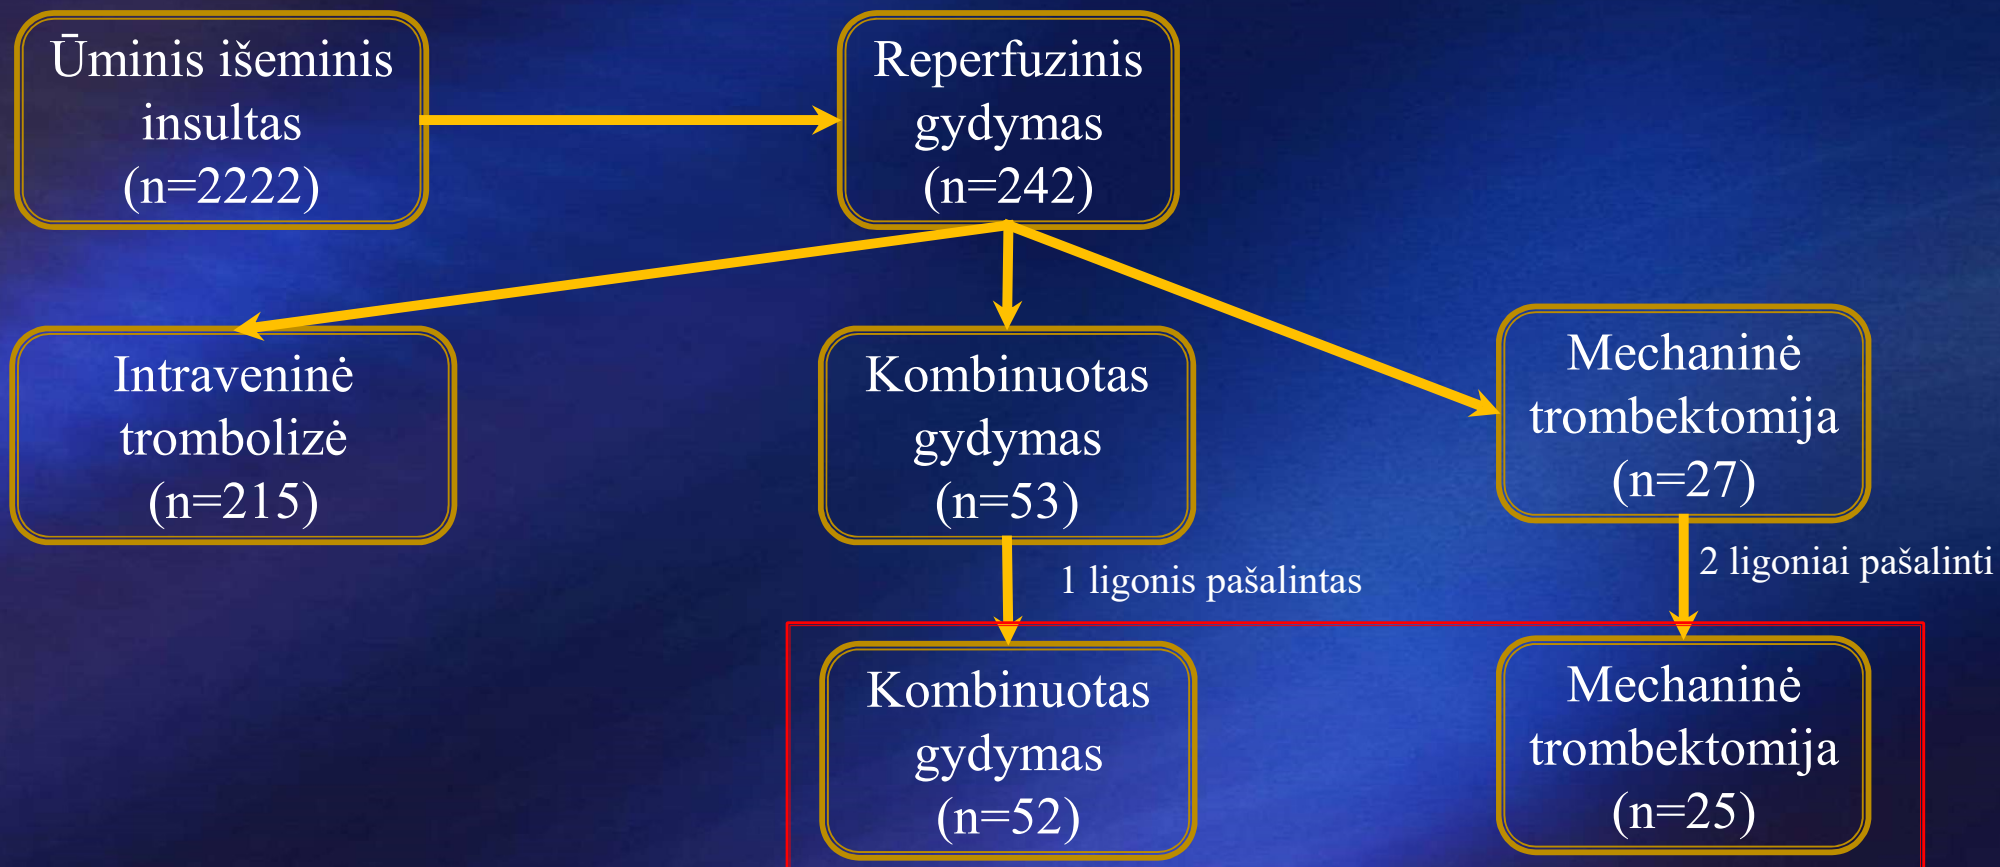 Ūminis išeminis
insultas
(n=2222)
Reperfuzinis
gydymas
(n=242)
Intraveninė
trombolizė
(n=215)
Kombinuotas
gydymas
(n=53)
Mechaninė
trombektomija
(n=27)
1 ligonis pašalintas
2 ligoniai pašalinti
Kombinuotas
gydymas
(n=52)
Mechaninė
trombektomija
(n=25)